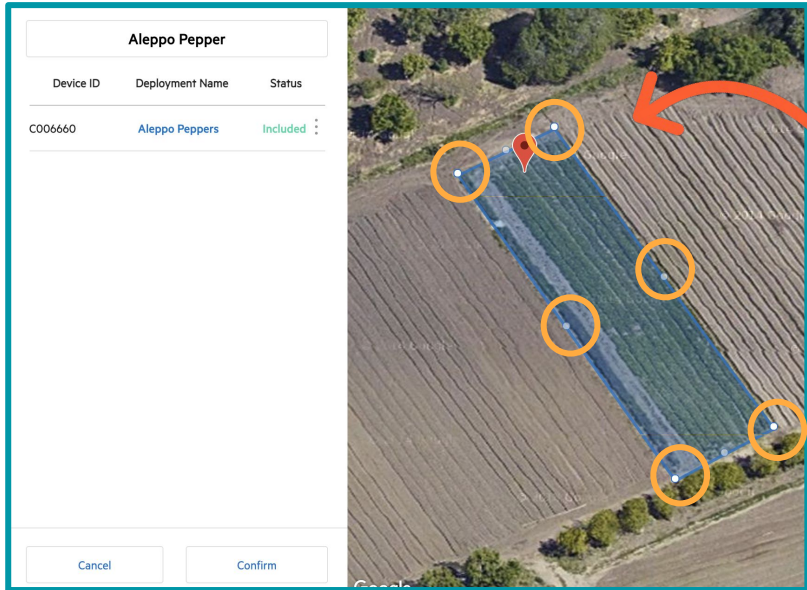 Aleppo Pepper
Device ID Deployment Name Status
C006660 Aleppo Peppers Included
Cancel Confirm
Google